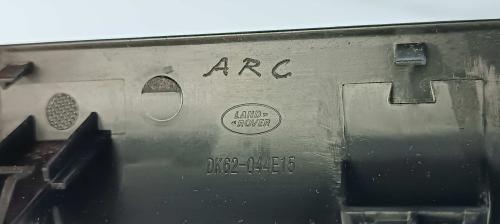 ARC
LAND-
-ROVER
DK62-044E15